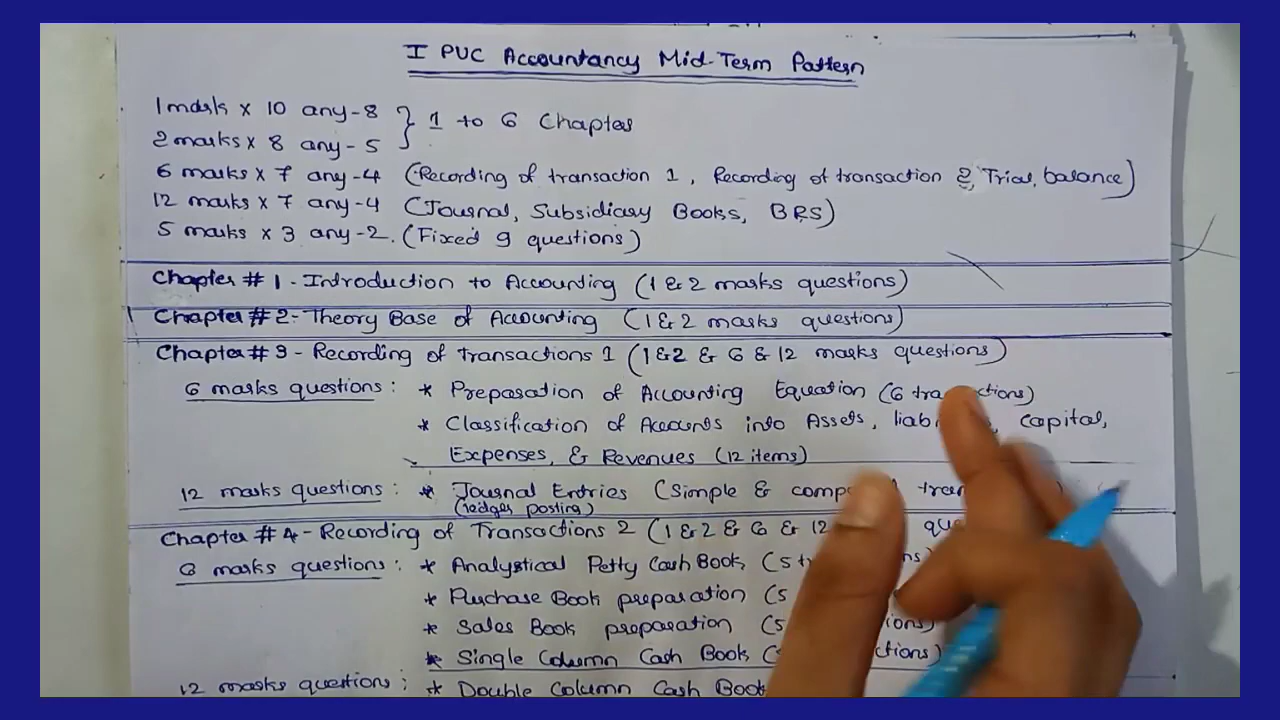 I PUC Accountancy Mid-Term Pattern
1 mark x 10 any-8
2 marks x 8 any-5 } 1 to 6 Chapter
6 marks x 7 any-4 (Recording of transaction 1, Recording of transaction 2, Trial balance)
12 marks x 7 any-4 (Journal, Subsidiary Books, BRS)
5 marks x 3 any-2. (Fixed 9 questions)
Chapter # 1 - Introduction to Accounting (1 & 2 marks questions)
Chapter # 2 - Theory Base of Accounting (1 & 2 marks questions)
Chapter # 3 - Recording of transactions 1 (1 & 2 & 6 & 12 marks questions)
6 marks questions : * Preparation of Accounting Equation (6 transactions)
* Classification of Accounts into Assets, liabilities, capital,
Expenses, & Revenues (12 items)
12 marks questions : * Journal Entries (Simple &
(ledger posting)
Chapter # 4 - Recording of Transactions 2 (1 & 2 & 6 & 12
6 marks questions : * Analytical Petty Cash Book (5
* Purchase Book preparation (5
* Sales Book preparation (5
* Single Column Cash Book (
12 marks questions : * Double Column Cash Book